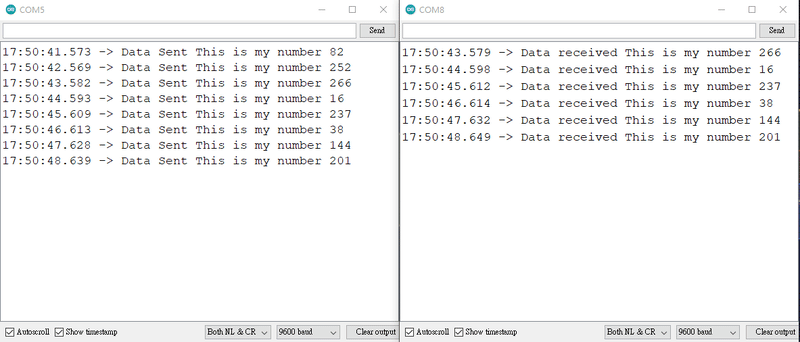 COM5
Send
17:50:41.573 -> Data Sent This is my number 82
17:50:42.569 -> Data Sent This is my number 252
17:50:43.582 -> Data Sent This is my number 266
17:50:44.593 -> Data Sent This is my number 16
17:50:45.609 -> Data Sent This is my number 237
17:50:46.613 -> Data Sent This is my number 38
17:50:47.628 -> Data Sent This is my number 144
17:50:48.639 -> Data Sent This is my number 201
Autoscroll Show timestamp Both NL & CR 9600 baud Clear output
COM8
Send
17:50:43.579 -> Data received This is my number 266
17:50:44.598 -> Data received This is my number 16
17:50:45.612 -> Data received This is my number 237
17:50:46.614 -> Data received This is my number 38
17:50:47.632 -> Data received This is my number 144
17:50:48.649 -> Data received This is my number 201
Autoscroll Show timestamp Both NL & CR 9600 baud Clear output